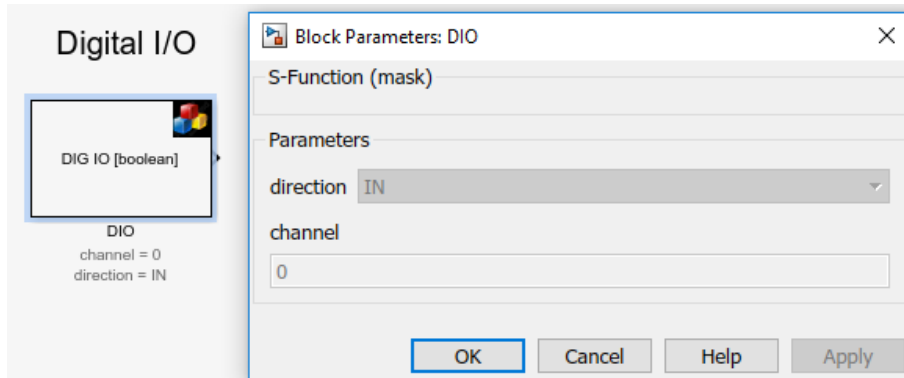 Digital I/O
DIG IO [boolean]
DIO
channel = 0
direction = IN
Block Parameters: DIO
S-Function (mask)
Parameters
direction IN
channel
0
OK Cancel Help Apply